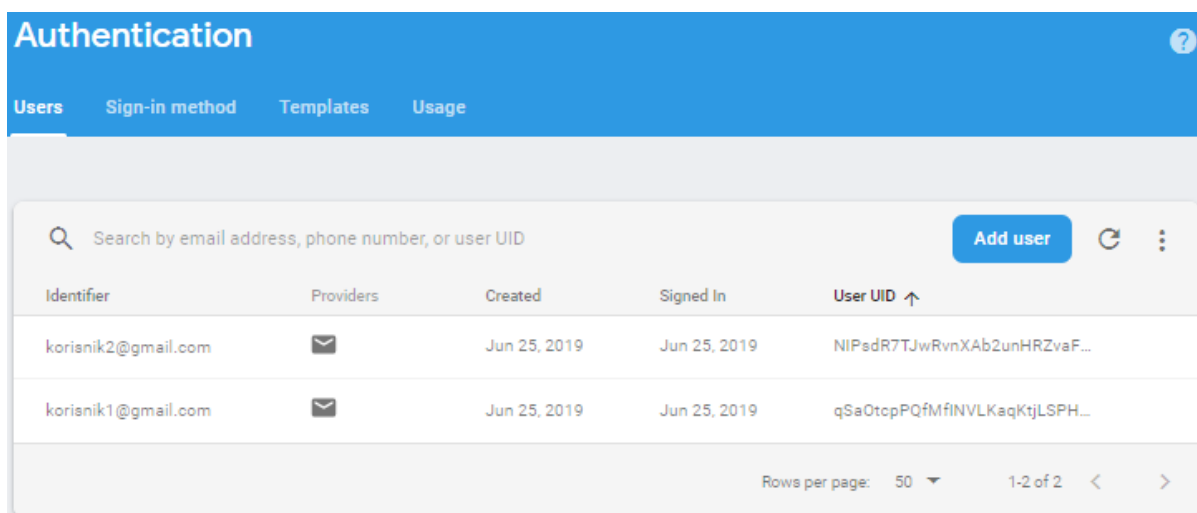 Authentication
Users Sign-in method Templates Usage
Search by email address, phone number, or user UID Add user
Identifier Providers Created Signed In User UID
korisnik2@gmail.com Jun 25, 2019 Jun 25, 2019 NIPsdR7TJwRvnXAb2unHRZvaF...
korisnik1@gmail.com Jun 25, 2019 Jun 25, 2019 qSaOtcpPQfMfINVLKaqKtjLSPH...
Rows per page: 50 1-2 of 2